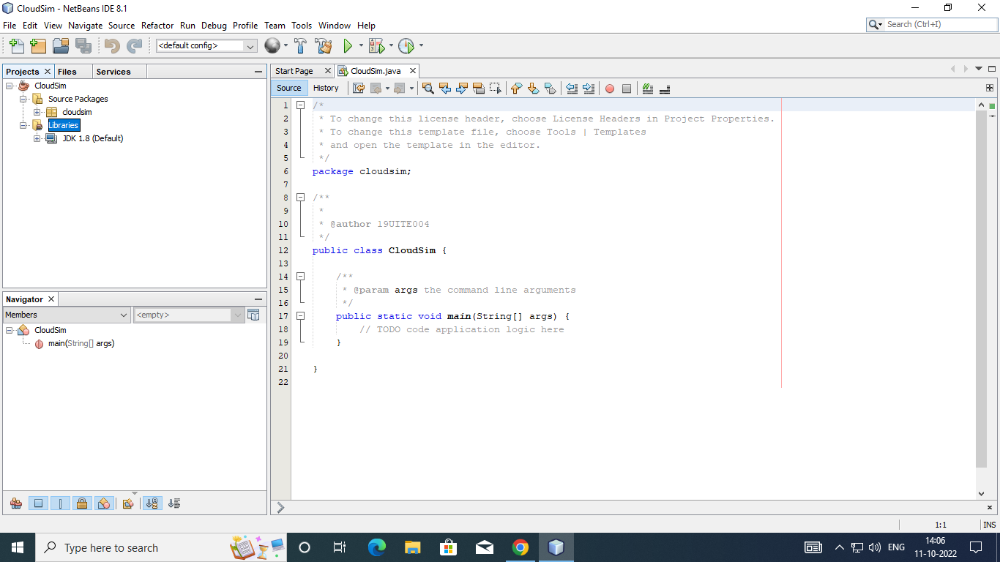 CloudSim - NetBeans IDE 8.1
File Edit View Navigate Source Refactor Run Debug Profile Team Tools Window Help
Search (Ctrl+I)
<default config>
Projects Files Services
CloudSim
Source Packages
cloudsim
Libraries
JDK 1.8 (Default)
Navigator
Members
<empty>
CloudSim
main(String[] args)
Start Page CloudSim.java
Source History
1 /*
2 * To change this license header, choose License Headers in Project Properties.
3 * To change this template file, choose Tools | Templates
4 * and open the template in the editor.
5 */
6 package cloudsim;
7
8 /**
9 *
10 * @author 19UITE004
11 */
12 public class CloudSim {
13
14 /**
15 * @param args the command line arguments
16 */
17 public static void main(String[] args) {
18 // TODO code application logic here
19 }
20
21 }
22
1:1 INS
Type here to search
ENG
14:06
11-10-2022